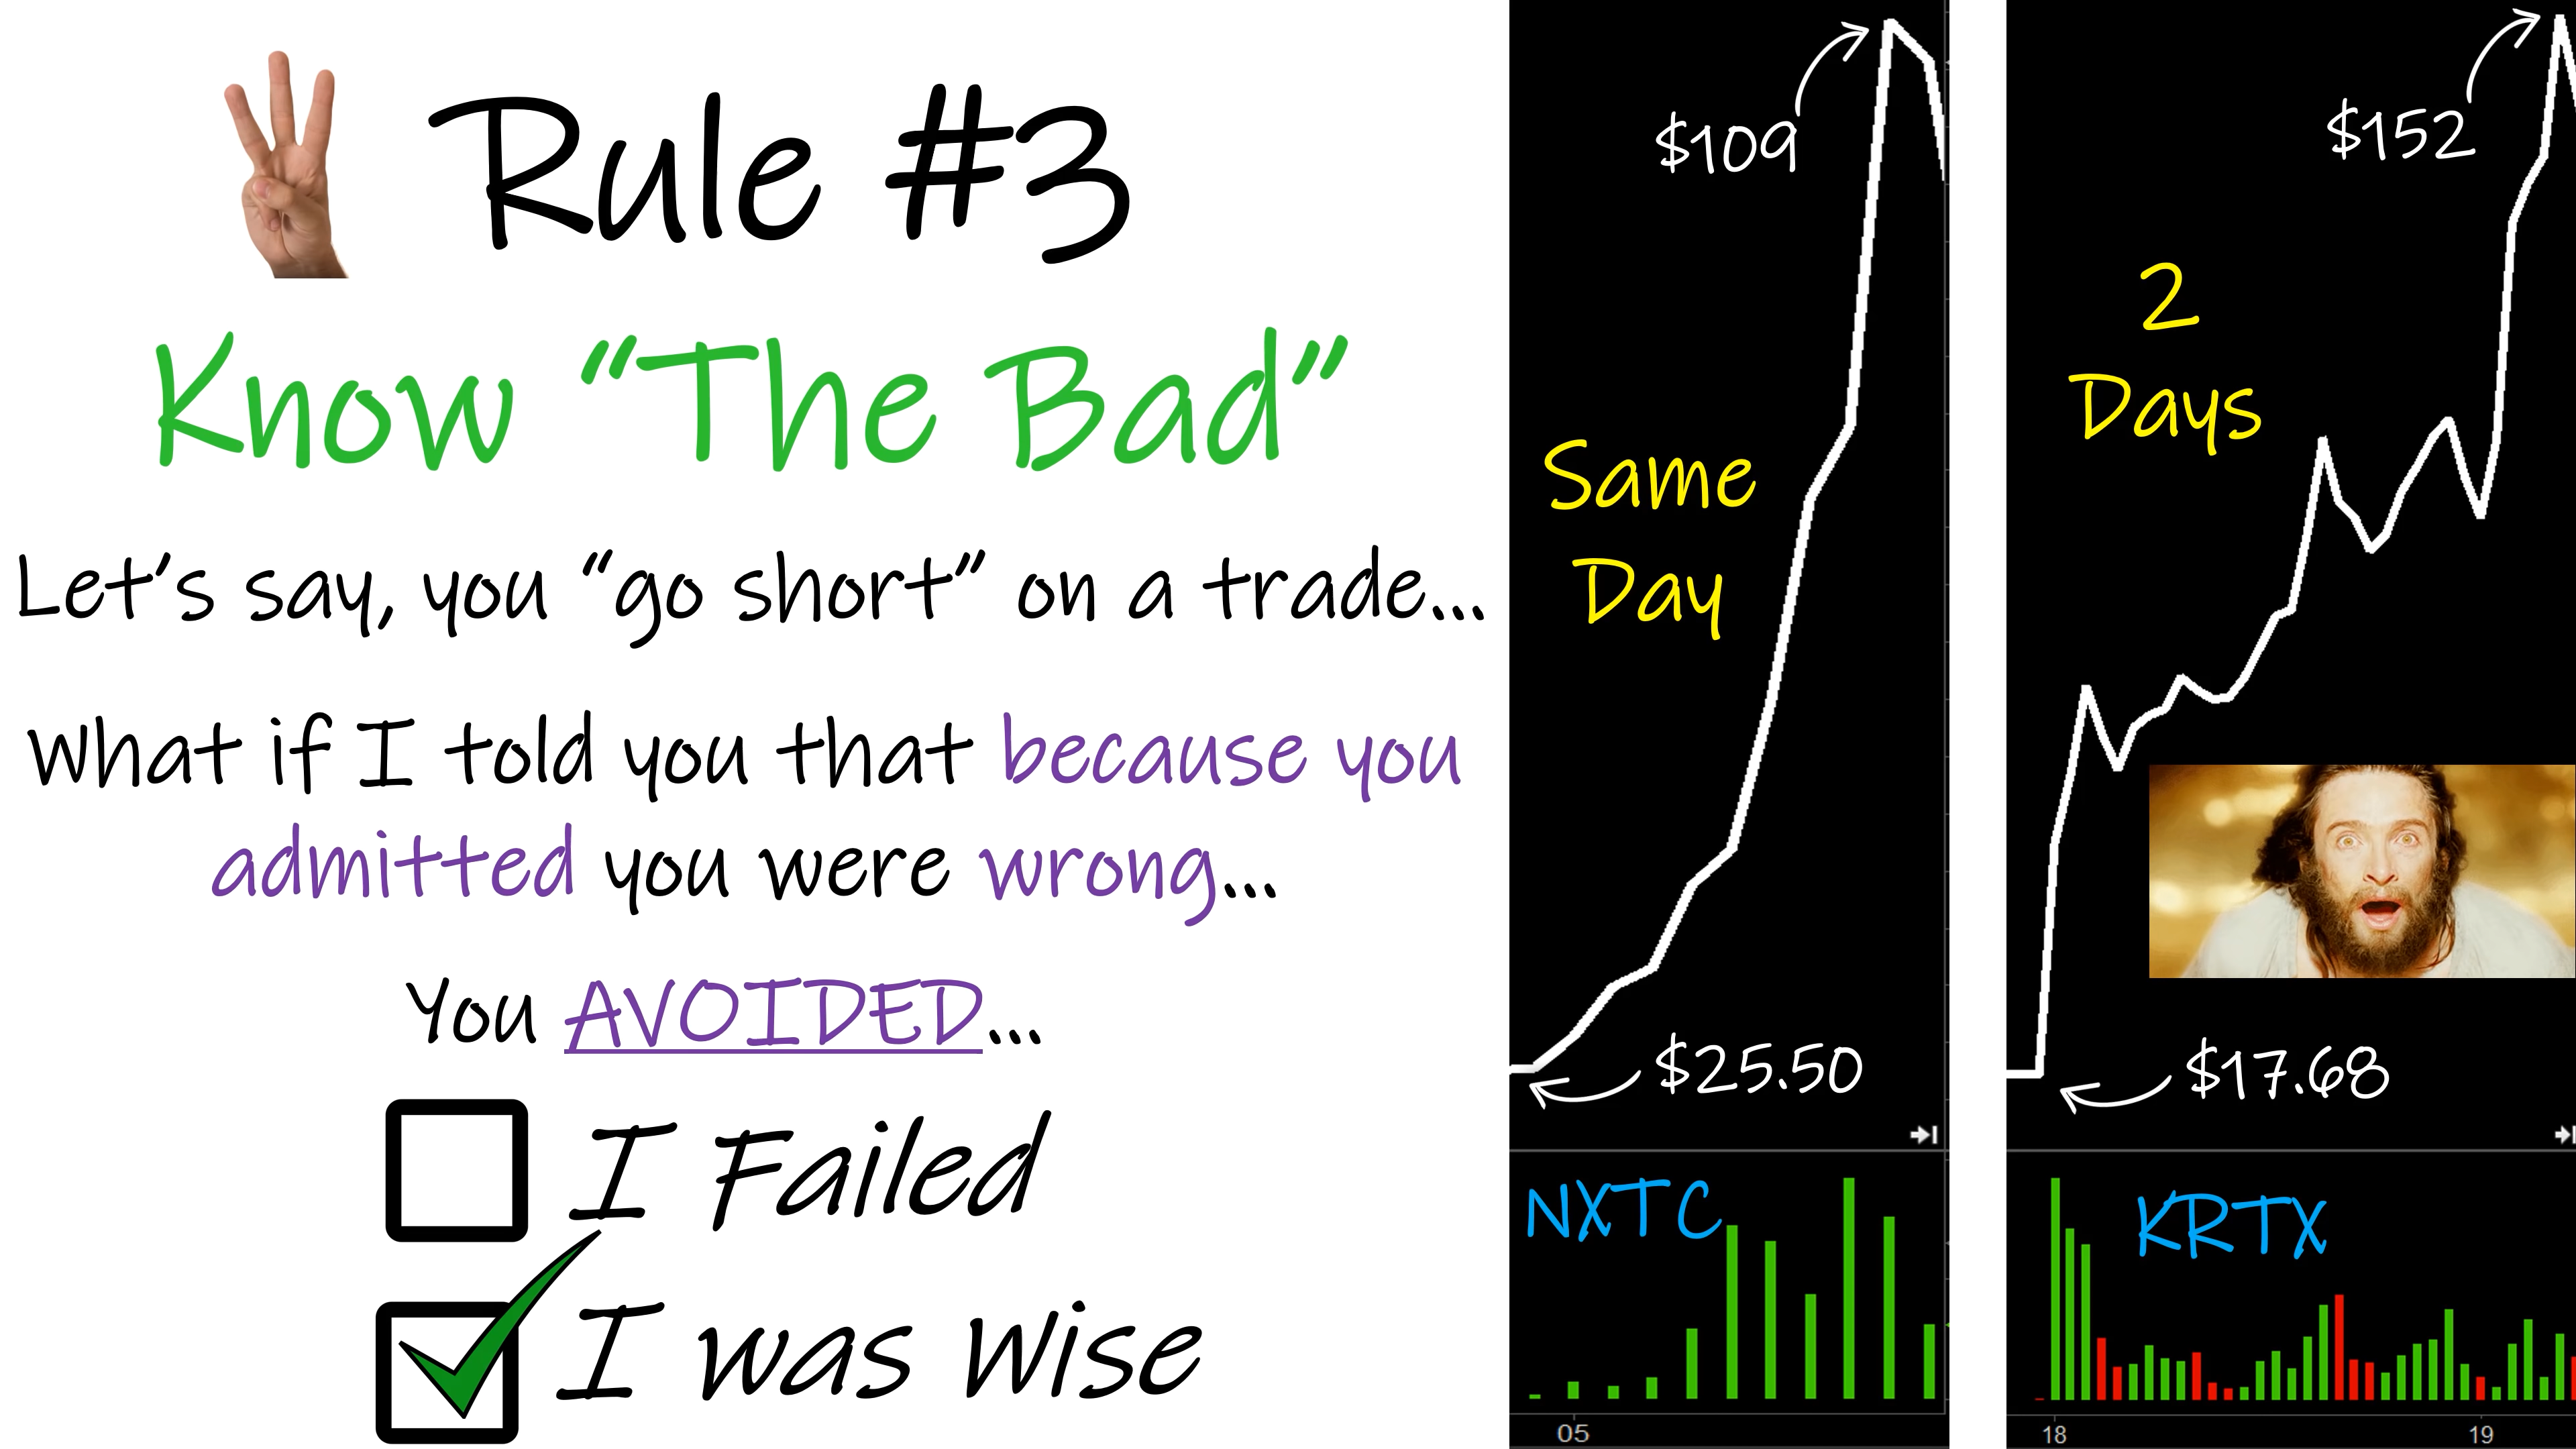 Rule #3
Know “The Bad”
Let’s say, you “go short” on a trade...
What if I told you that because you
admitted you were wrong...
You AVOIDED...
I Failed
I was Wise
$109
Same
Day
$25.50
NXTC
05
$152
2
Days
$17.68
KRTX
18 19